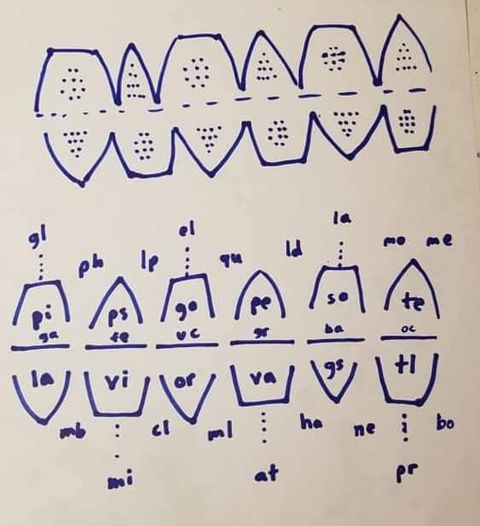 la
gl el mo me
ph lp qu ld
pi ps go pe so te
ga fe uc gr ba oc
la vi or va gs tl
mb cl ml ha ne i bo
mi at pr